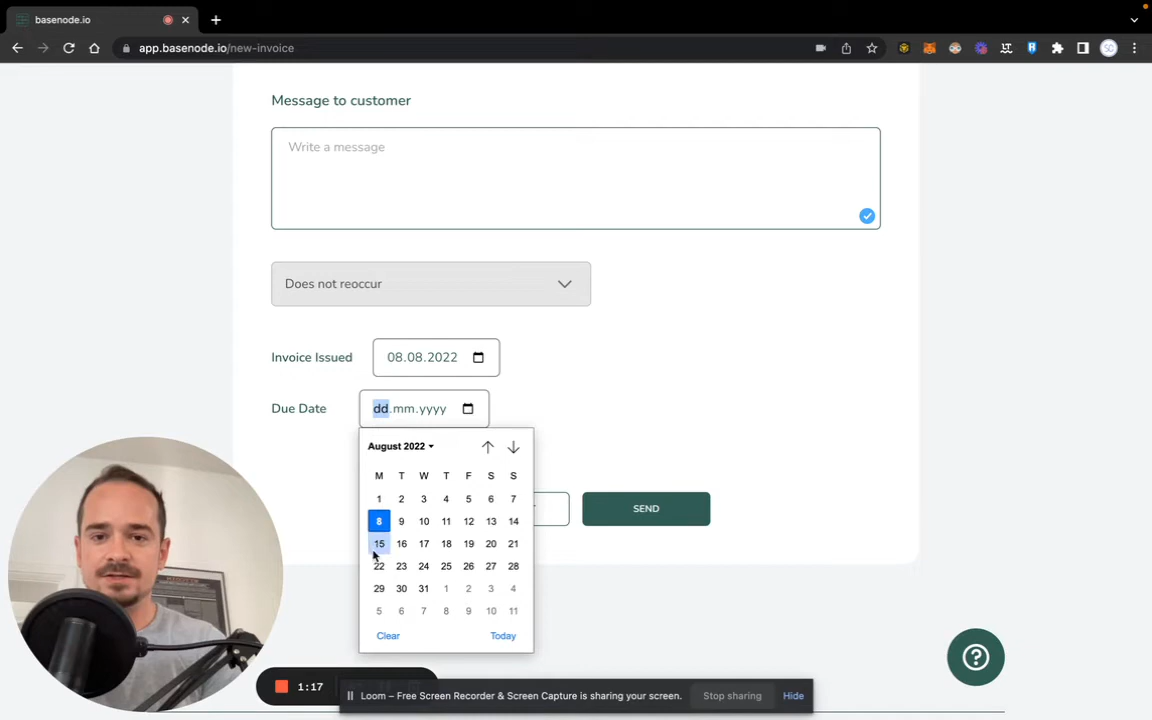 basenode.io
app.basenode.io/new-invoice
Message to customer
Write a message
Does not reoccur
Invoice Issued 08.08.2022
Due Date dd.mm.yyyy
August 2022
M T W T F S S
1 2 3 4 5 6 7
8 9 10 11 12 13 14
15 16 17 18 19 20 21
22 23 24 25 26 27 28
29 30 31 1 2 3 4
5 6 7 8 9 10 11
Clear Today
SEND
1:17
Loom – Free Screen Recorder & Screen Capture is sharing your screen. Stop sharing Hide